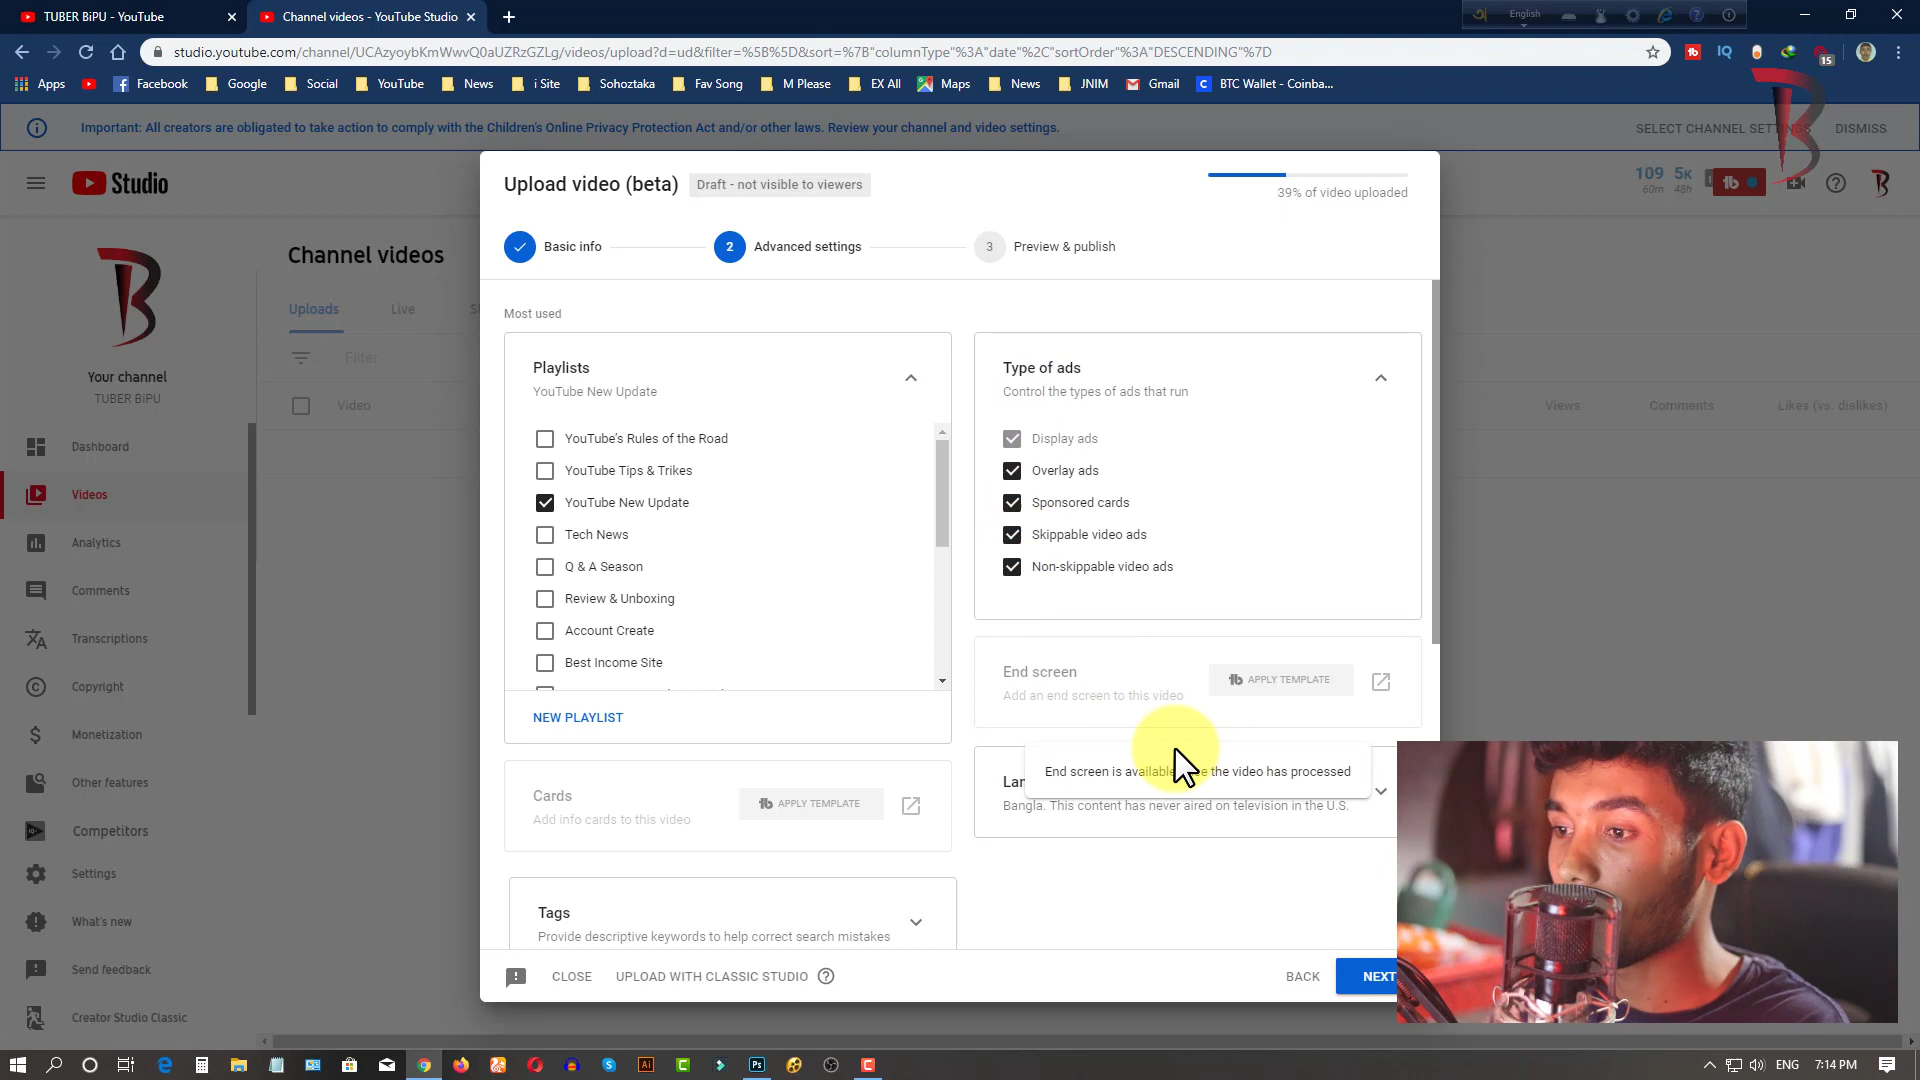 TUBER BiPU - YouTube
Channel videos - YouTube Studio
English
studio.youtube.com/channel/UCAzyoybKmWwvQ0aUZRzGZLg/videos/upload?d=ud&filter=%5B%5D&sort=%7B"columnType"%3A"date"%2C"sortOrder"%3A"DESCENDING"%7D
IQ
15
Apps
Facebook
Google
Social
YouTube
News
i Site
Sohoztaka
Fav Song
M Please
EX All
Maps
News
JNIM
Gmail
BTC Wallet - Coinba...
Important: All creators are obligated to take action to comply with the Children's Online Privacy Protection Act and/or other laws. Review your channel and video settings.
SELECT CHANNEL SETTINGS
DISMISS
Studio
109 60m
5K 48h
Your channel
TUBER BiPU
Dashboard
Videos
Analytics
Comments
Transcriptions
Copyright
Monetization
Other features
Competitors
Settings
What's new
Send feedback
Creator Studio Classic
Channel videos
Uploads
Live
Filter
Video
Views
Comments
Likes (vs. dislikes)
Upload video (beta)
Draft - not visible to viewers
39% of video uploaded
Basic info
2 Advanced settings
3 Preview & publish
Most used
Playlists
YouTube New Update
YouTube's Rules of the Road
YouTube Tips & Trikes
YouTube New Update
Tech News
Q & A Season
Review & Unboxing
Account Create
Best Income Site
NEW PLAYLIST
Cards
Add info cards to this video
APPLY TEMPLATE
Tags
Provide descriptive keywords to help correct search mistakes
Type of ads
Control the types of ads that run
Display ads
Overlay ads
Sponsored cards
Skippable video ads
Non-skippable video ads
End screen
Add an end screen to this video
APPLY TEMPLATE
End screen is available the video has processed
Bangla. This content has never aired on television in the U.S.
CLOSE
UPLOAD WITH CLASSIC STUDIO
BACK
NEXT
ENG
7:14 PM